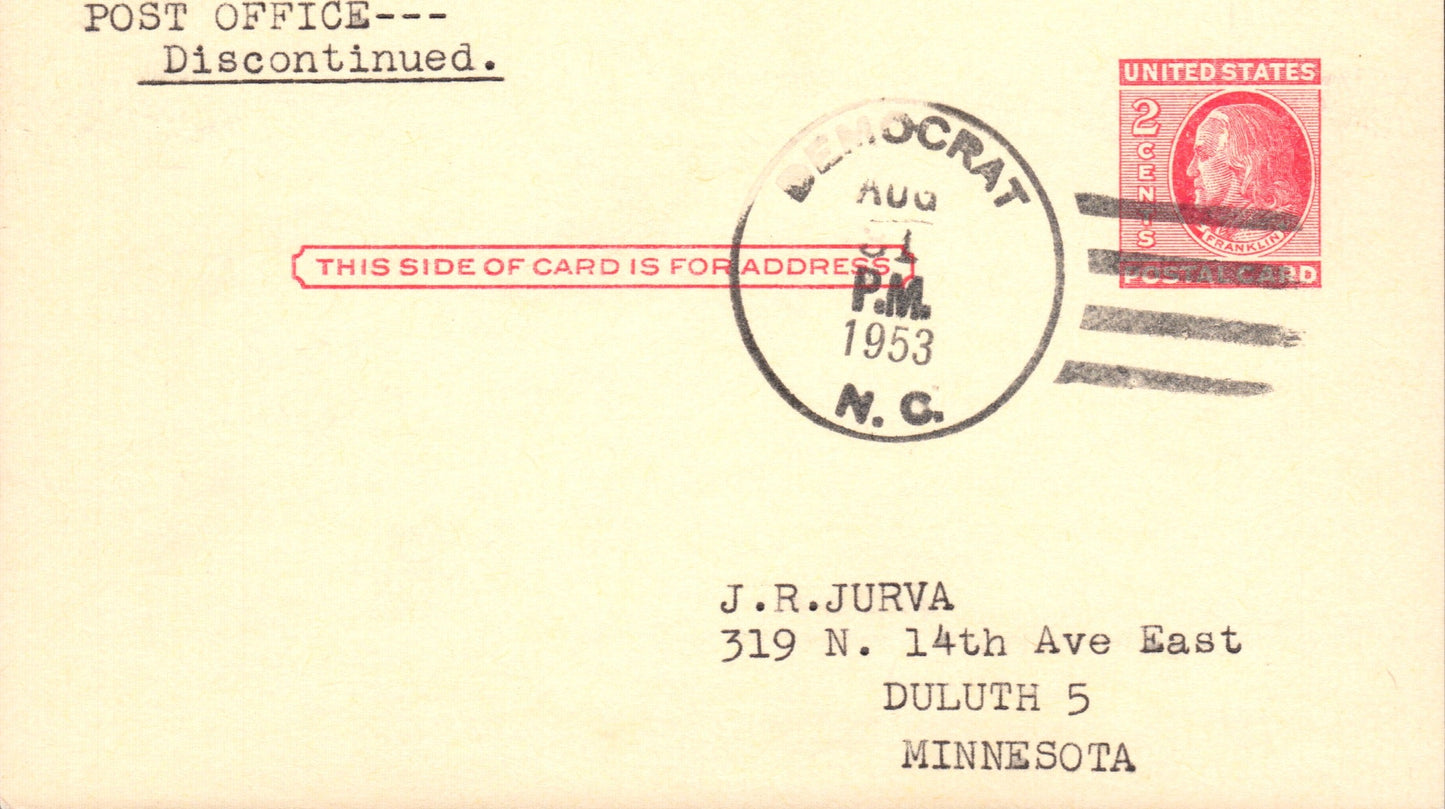 POST OFFICE---
Discontinued.
UNITED STATES
2
CENTS
FRANKLIN
POSTAL CARD
DEMOCRAT
AUG
31
P.M.
1953
N. C.
THIS SIDE OF CARD IS FOR ADDRESS
J.R.JURVA
319 N. 14th Ave East
DULUTH 5
MINNESOTA